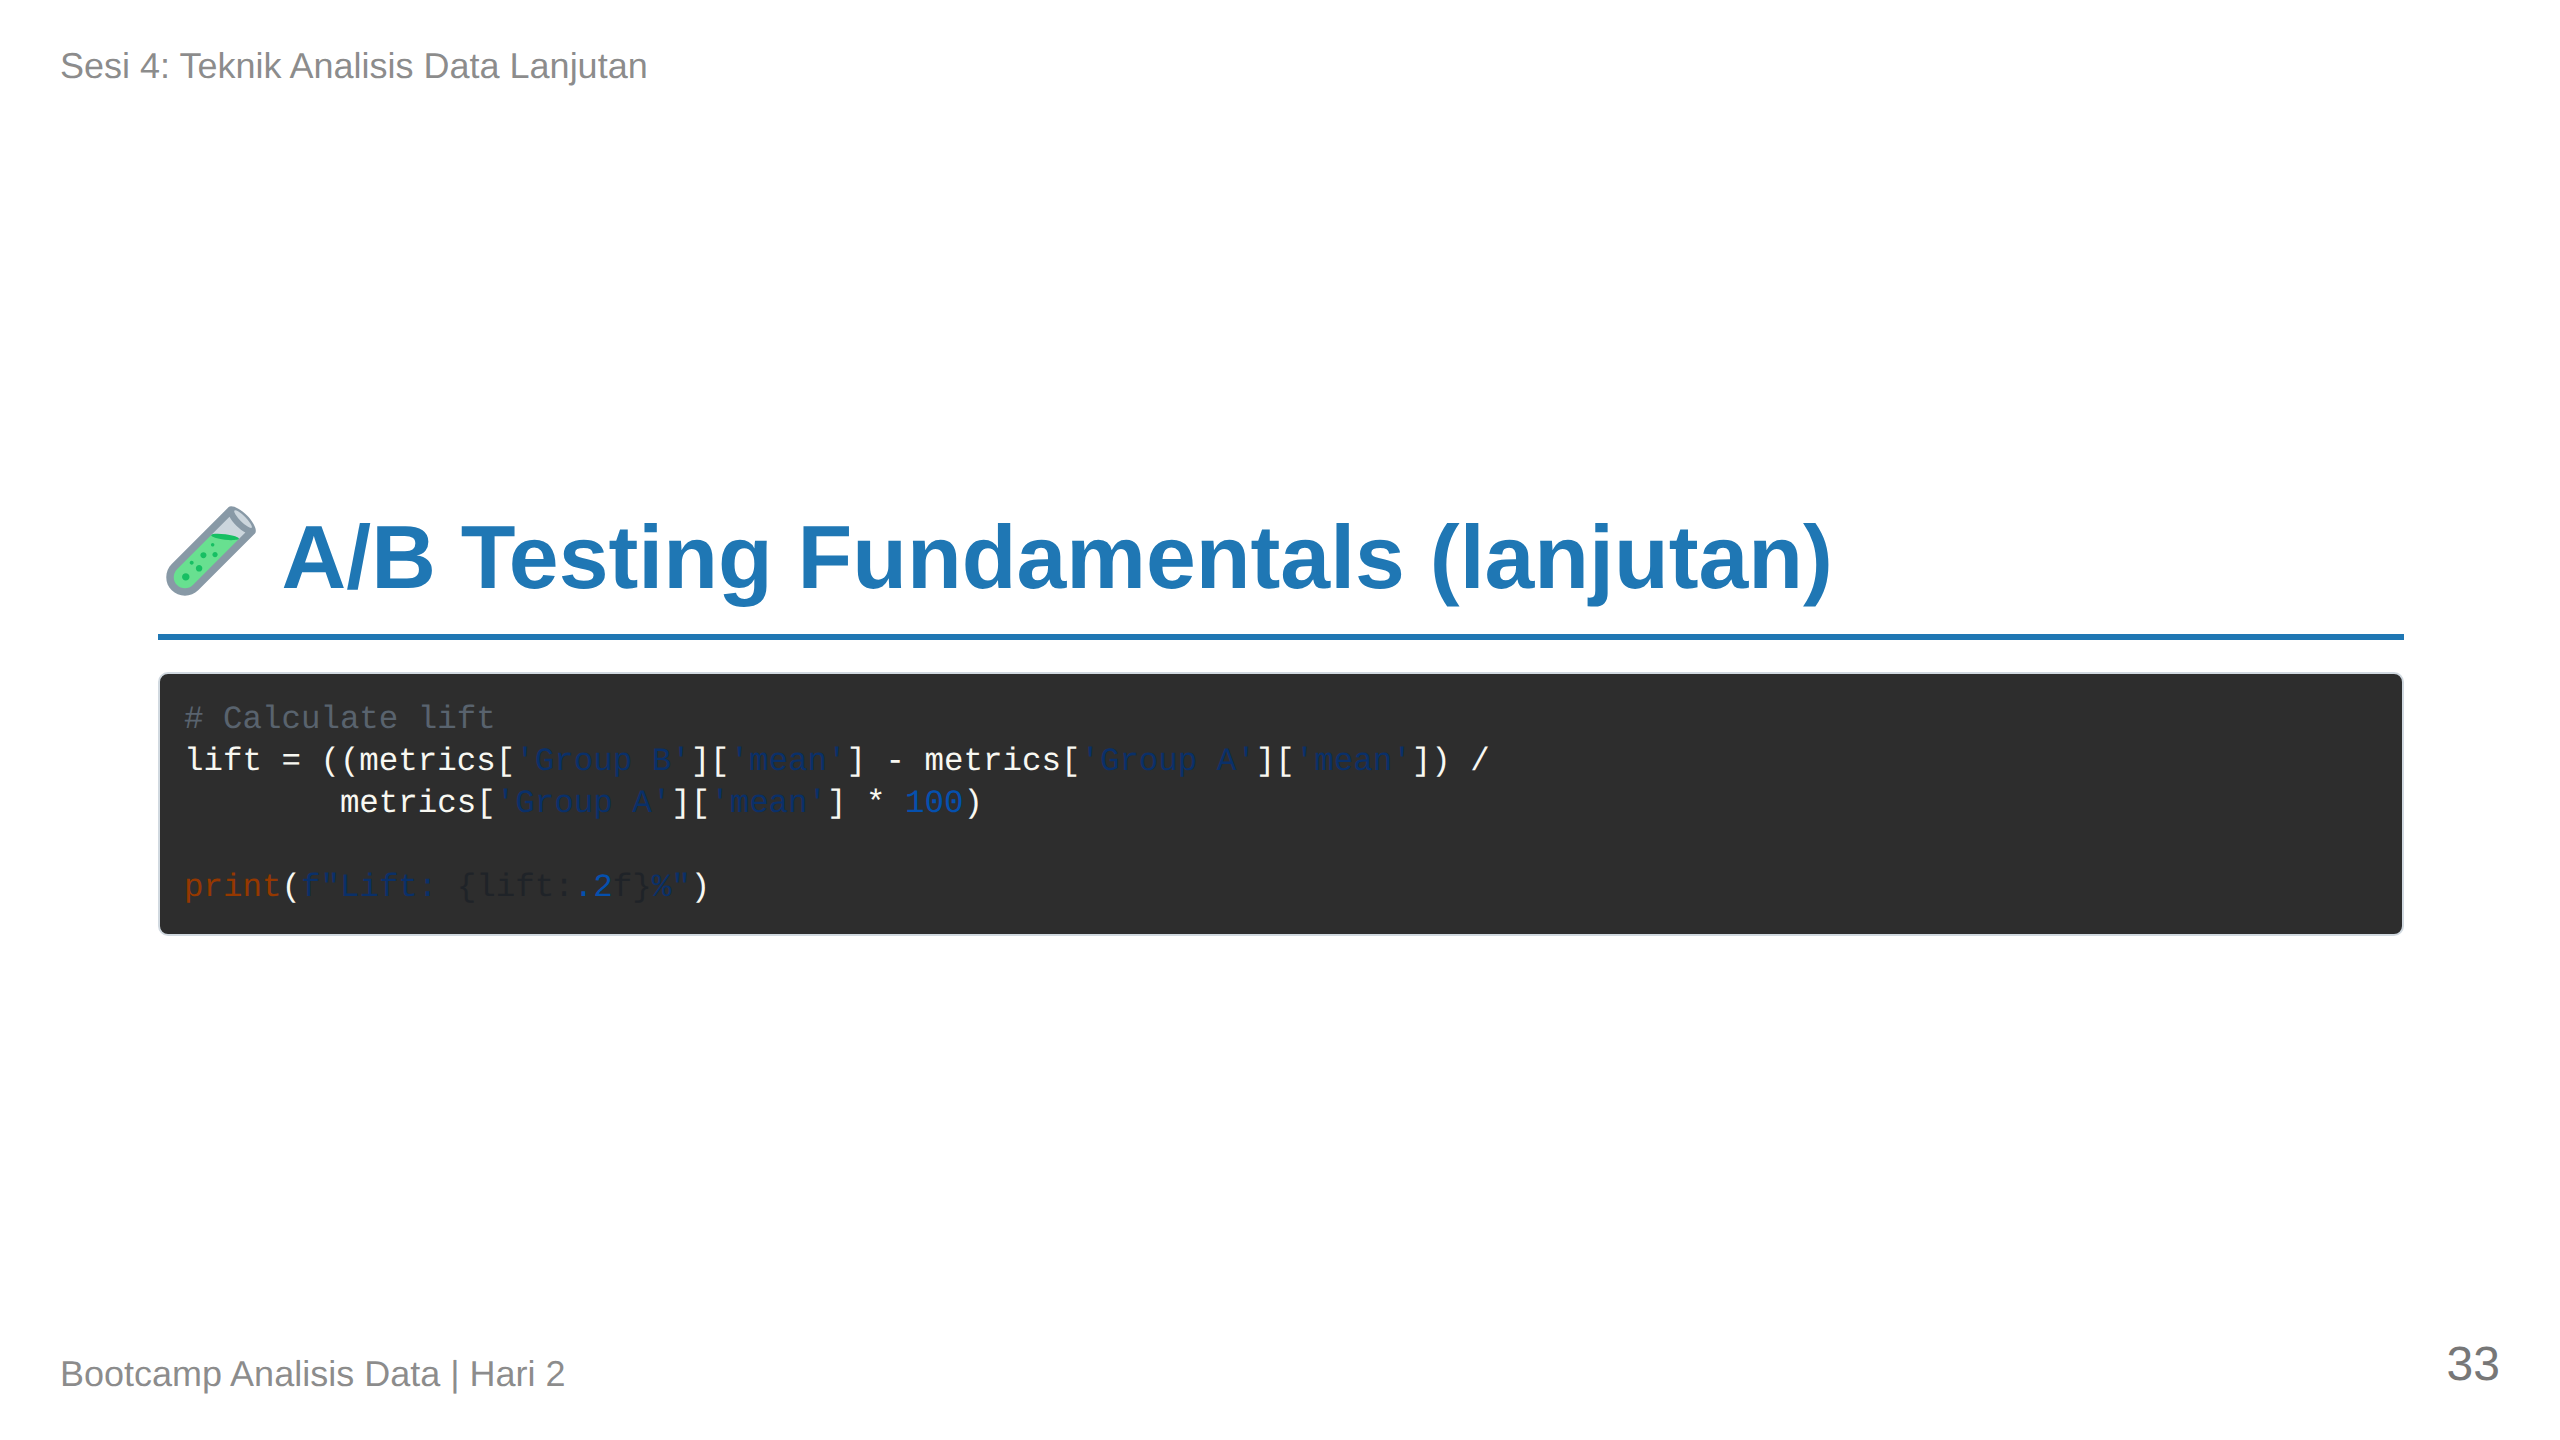 Sesi 4: Teknik Analisis Data Lanjutan
A/B Testing Fundamentals (lanjutan)
# Calculate lift
lift = ((metrics['Group B']['mean'] - metrics['Group A']['mean']) /
        metrics['Group A']['mean'] * 100)
print(f"Lift: {lift:.2f}%")
Bootcamp Analisis Data | Hari 2
33